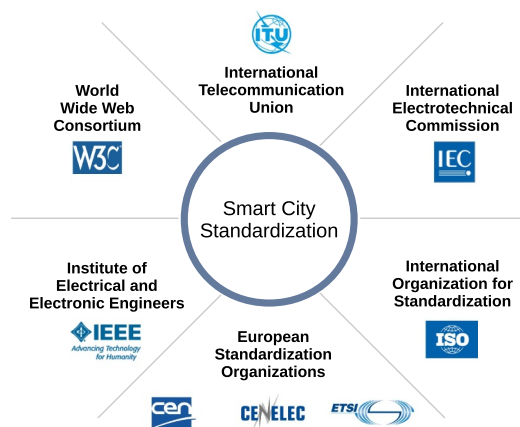 ITU
International
Telecommunication
Union
World
Wide Web
Consortium
W3C
International
Electrotechnical
Commission
IEC
Smart City
Standardization
Institute of
Electrical and
Electronic Engineers
IEEE
Advancing Technology
for Humanity
International
Organization for
Standardization
ISO
European
Standardization
Organizations
cen
CENELEC
ETSI